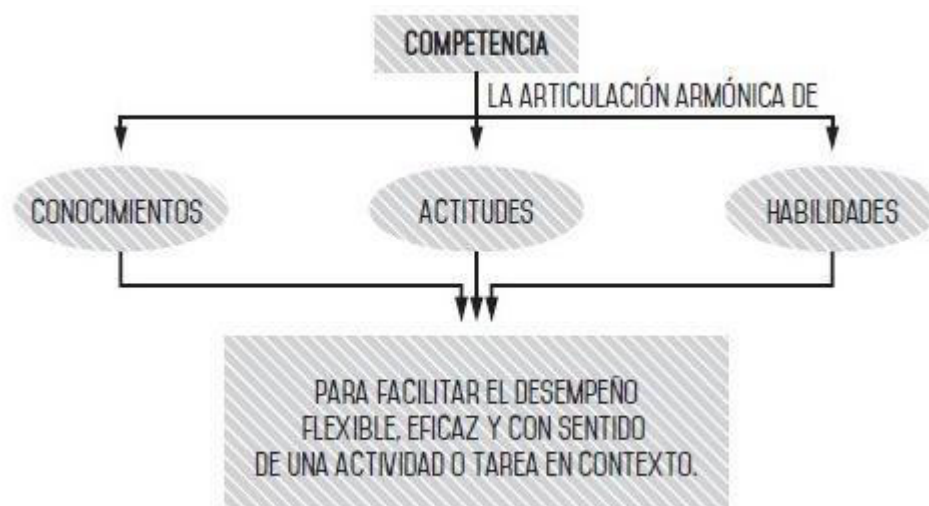 COMPETENCIA
LA ARTICULACIÓN ARMÓNICA DE
CONOCIMIENTOS
ACTITUDES
HABILIDADES
PARA FACILITAR EL DESEMPEÑO
FLEXIBLE, EFICAZ Y CON SENTIDO
DE UNA ACTIVIDAD O TAREA EN CONTEXTO.